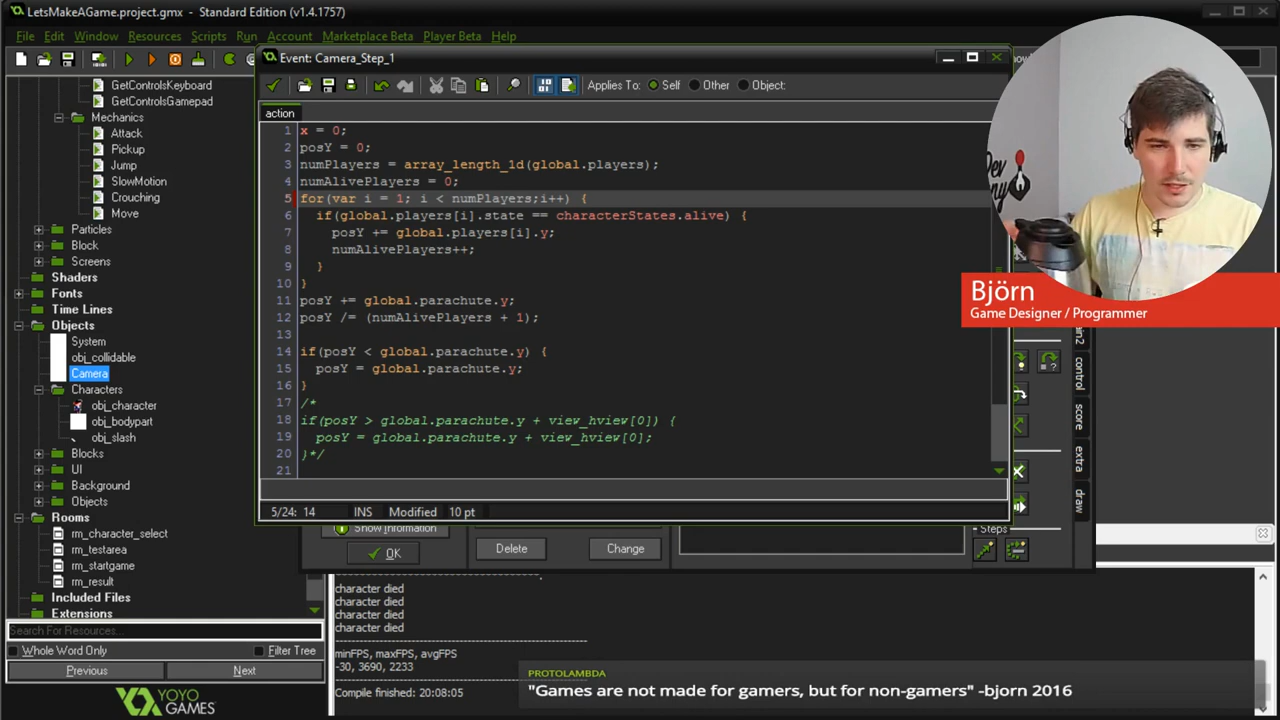 LetsMakeAGame.project.gmx - Standard Edition (v1.4.1757)
File Edit Window Resources Scripts Run Account Marketplace Beta Player Beta Help
GetControlsKeyboard
GetControlsGamepad
Mechanics
Attack
Pickup
Jump
SlowMotion
Crouching
Move
Particles
Block
Screens
Shaders
Fonts
Time Lines
Objects
System
obj_collidable
Camera
Characters
obj_character
obj_bodypart
obj_slash
Blocks
UI
Background
Objects
Rooms
rm_character_select
rm_testarea
rm_startgame
rm_result
Included Files
Extensions
Search For Resources...
Whole Word Only Filter Tree
Previous Next
YOYO
GAMES
Event: Camera_Step_1
Applies To: Self Other Object:
action
1 x = 0;
2 posY = 0;
3 numPlayers = array_length_1d(global.players);
4 numAlivePlayers = 0;
5 for(var i = 1; i < numPlayers;i++) {
6 if(global.players[i].state == characterStates.alive) {
7 posY += global.players[i].y;
8 numAlivePlayers++;
9 }
10 }
11 posY += global.parachute.y;
12 posY /= (numAlivePlayers + 1);
13
14 if(posY < global.parachute.y) {
15 posY = global.parachute.y;
16 }
17 /*
18 if(posY > global.parachute.y + view_hview[0]) {
19 posY = global.parachute.y + view_hview[0];
20 }*/
21
5/24: 14 INS Modified 10 pt
Show Information
OK
Delete Change
Steps
control
score
extra
draw
character died
character died
character died
character died
minFPS, maxFPS, avgFPS
-30, 3690, 2233
Compile finished: 20:08:05
Björn
Game Designer / Programmer
PROTOLAMBDA
"Games are not made for gamers, but for non-gamers" -bjorn 2016